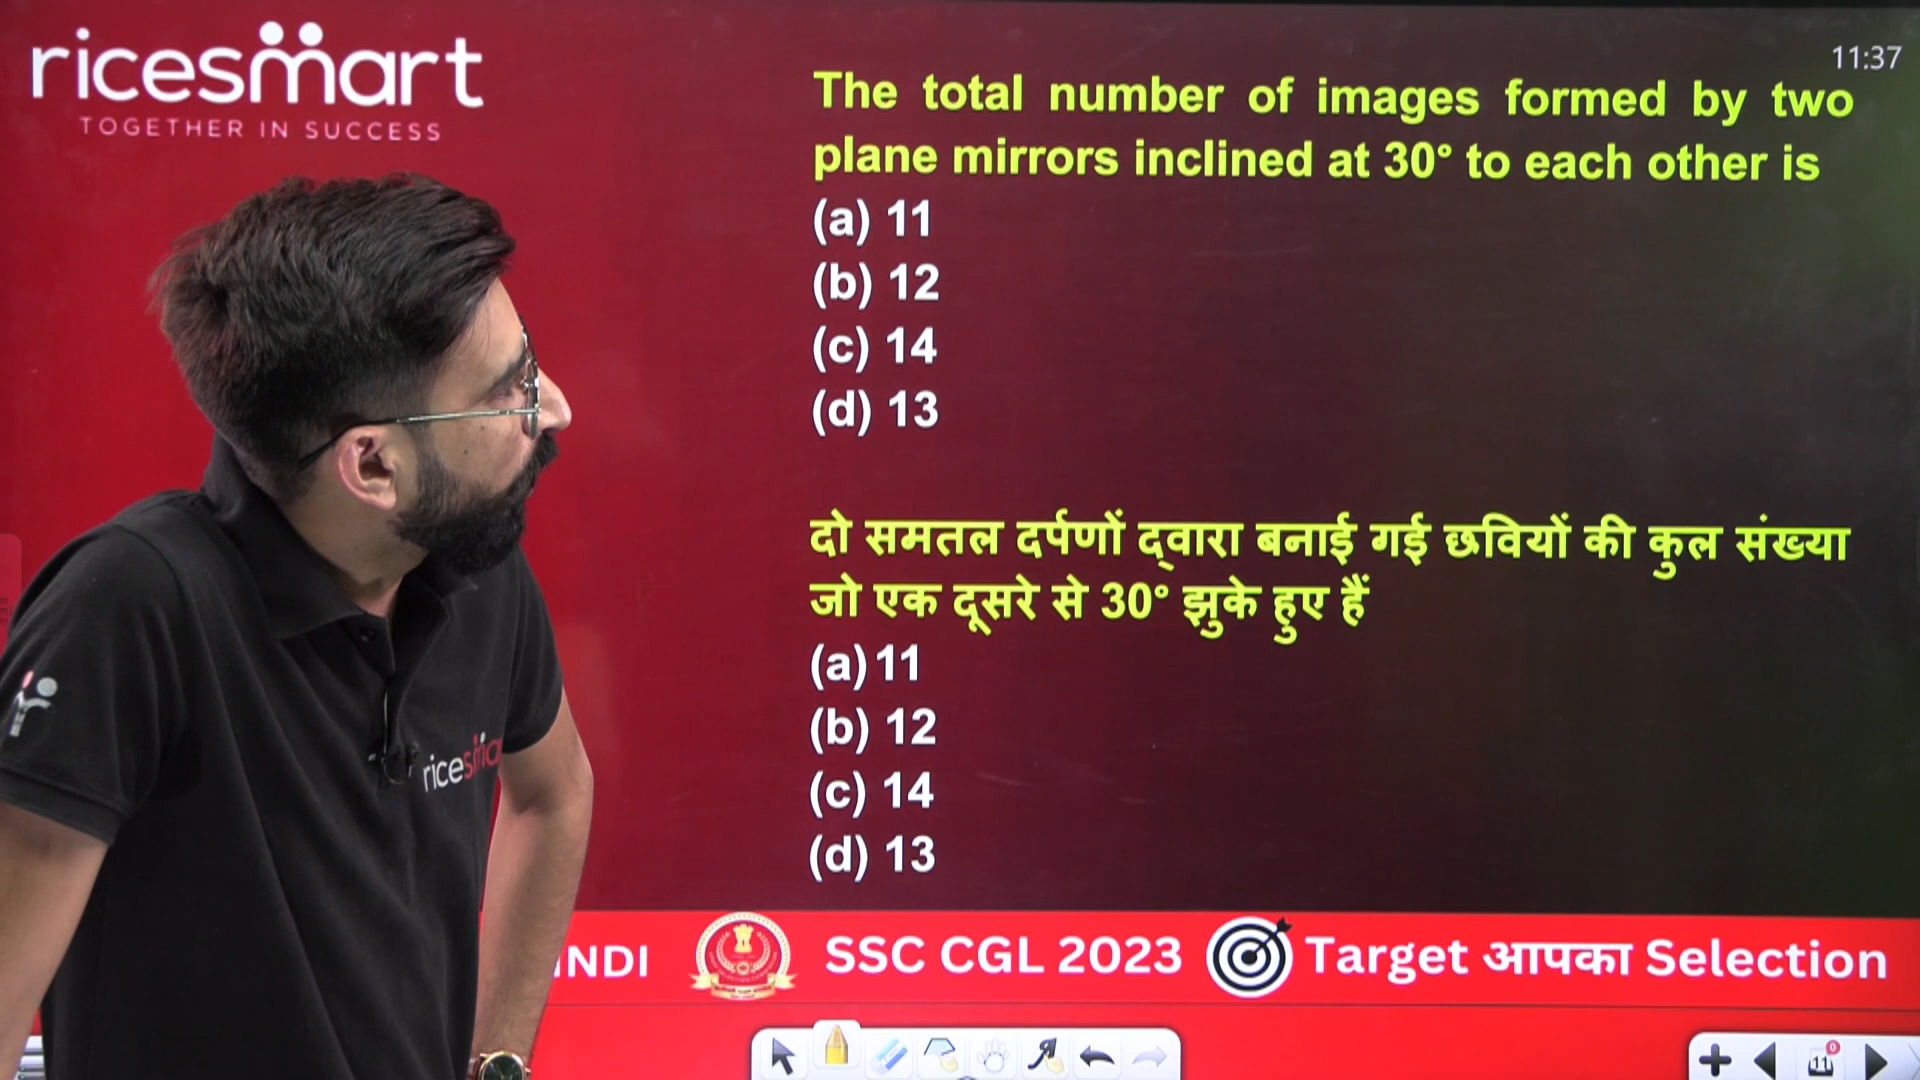 ricesmart
TOGETHER IN SUCCESS
11:37
The total number of images formed by two
plane mirrors inclined at 30° to each other is
(a) 11
(b) 12
(c) 14
(d) 13
दो समतल दर्पणों द्वारा बनाई गई छवियों की कुल संख्या
जो एक दूसरे से 30° झुके हुए हैं
(a) 11
(b) 12
(c) 14
(d) 13
SSC CGL 2023 Target आपका Selection
11
0